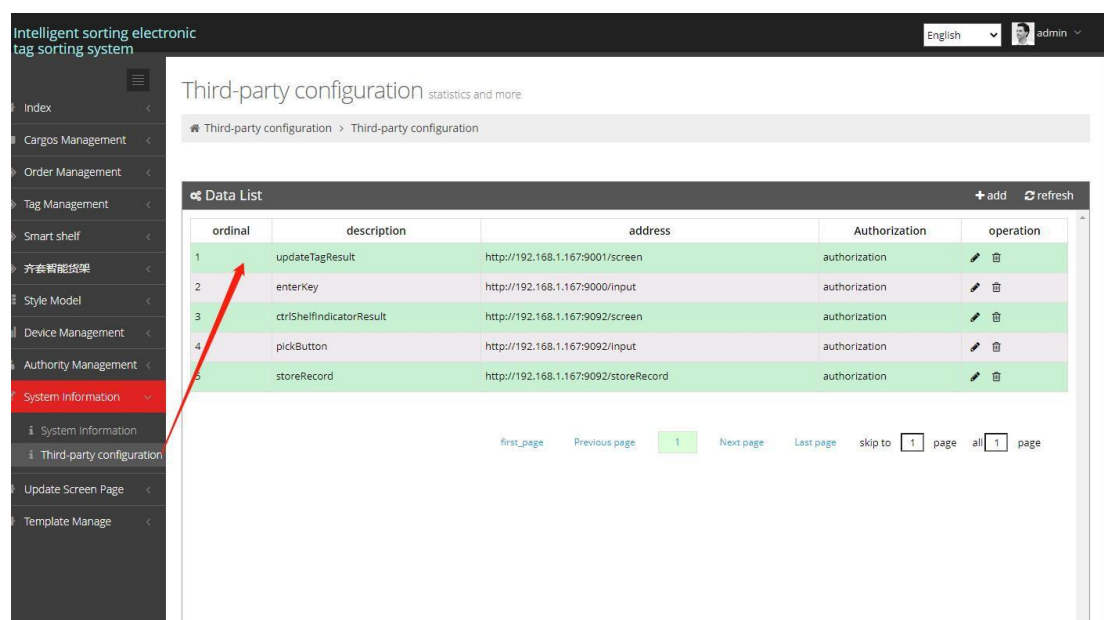 Intelligent sorting electronic
tag sorting system
English
admin
Index
Cargos Management
Order Management
Tag Management
Smart shelf
齐套智能货架
Style Model
Device Management
Authority Management
System Information
System Information
Third-party configuration
Update Screen Page
Template Manage
Third-party configuration statistics and more
Third-party configuration > Third-party configuration
Data List
add refresh
ordinal description address Authorization operation
1 updateTagResult http://192.168.1.167:9001/screen authorization
2 enterKey http://192.168.1.167:9000/input authorization
3 ctrlShelfIndicatorResult http://192.168.1.167:9092/screen authorization
4 pickButton http://192.168.1.167:9092/input authorization
5 storeRecord http://192.168.1.167:9092/storeRecord authorization
first_page Previous page 1 Next page Last page skip to 1 page all 1 page